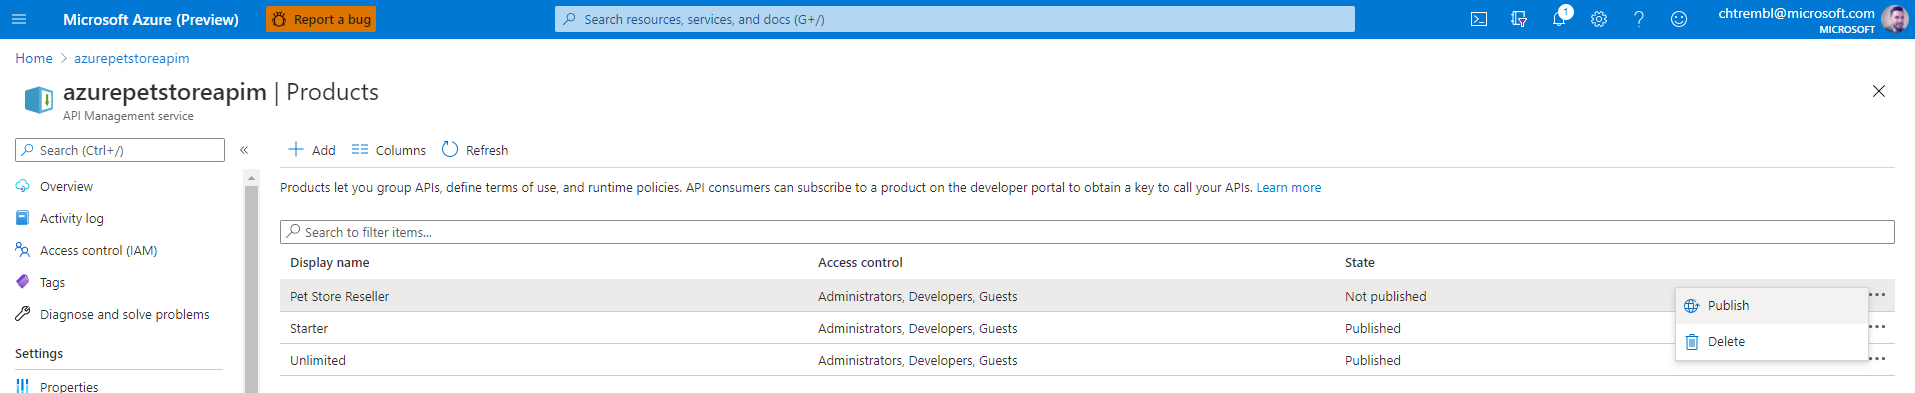 Microsoft Azure (Preview) Report a bug Search resources, services, and docs (G+/) 1 chtrembl@microsoft.com
MICROSOFT
Home > azurepetstoreapim
azurepetstoreapim | Products
API Management service
Search (Ctrl+/) «
Add Columns Refresh
Overview
Activity log
Access control (IAM)
Tags
Diagnose and solve problems
Settings
Properties
Products let you group APIs, define terms of use, and runtime policies. API consumers can subscribe to a product on the developer portal to obtain a key to call your APIs. Learn more
Search to filter items...
Display name Access control State
Pet Store Reseller Administrators, Developers, Guests Not published
Starter Administrators, Developers, Guests Published
Unlimited Administrators, Developers, Guests Published
Publish
Delete